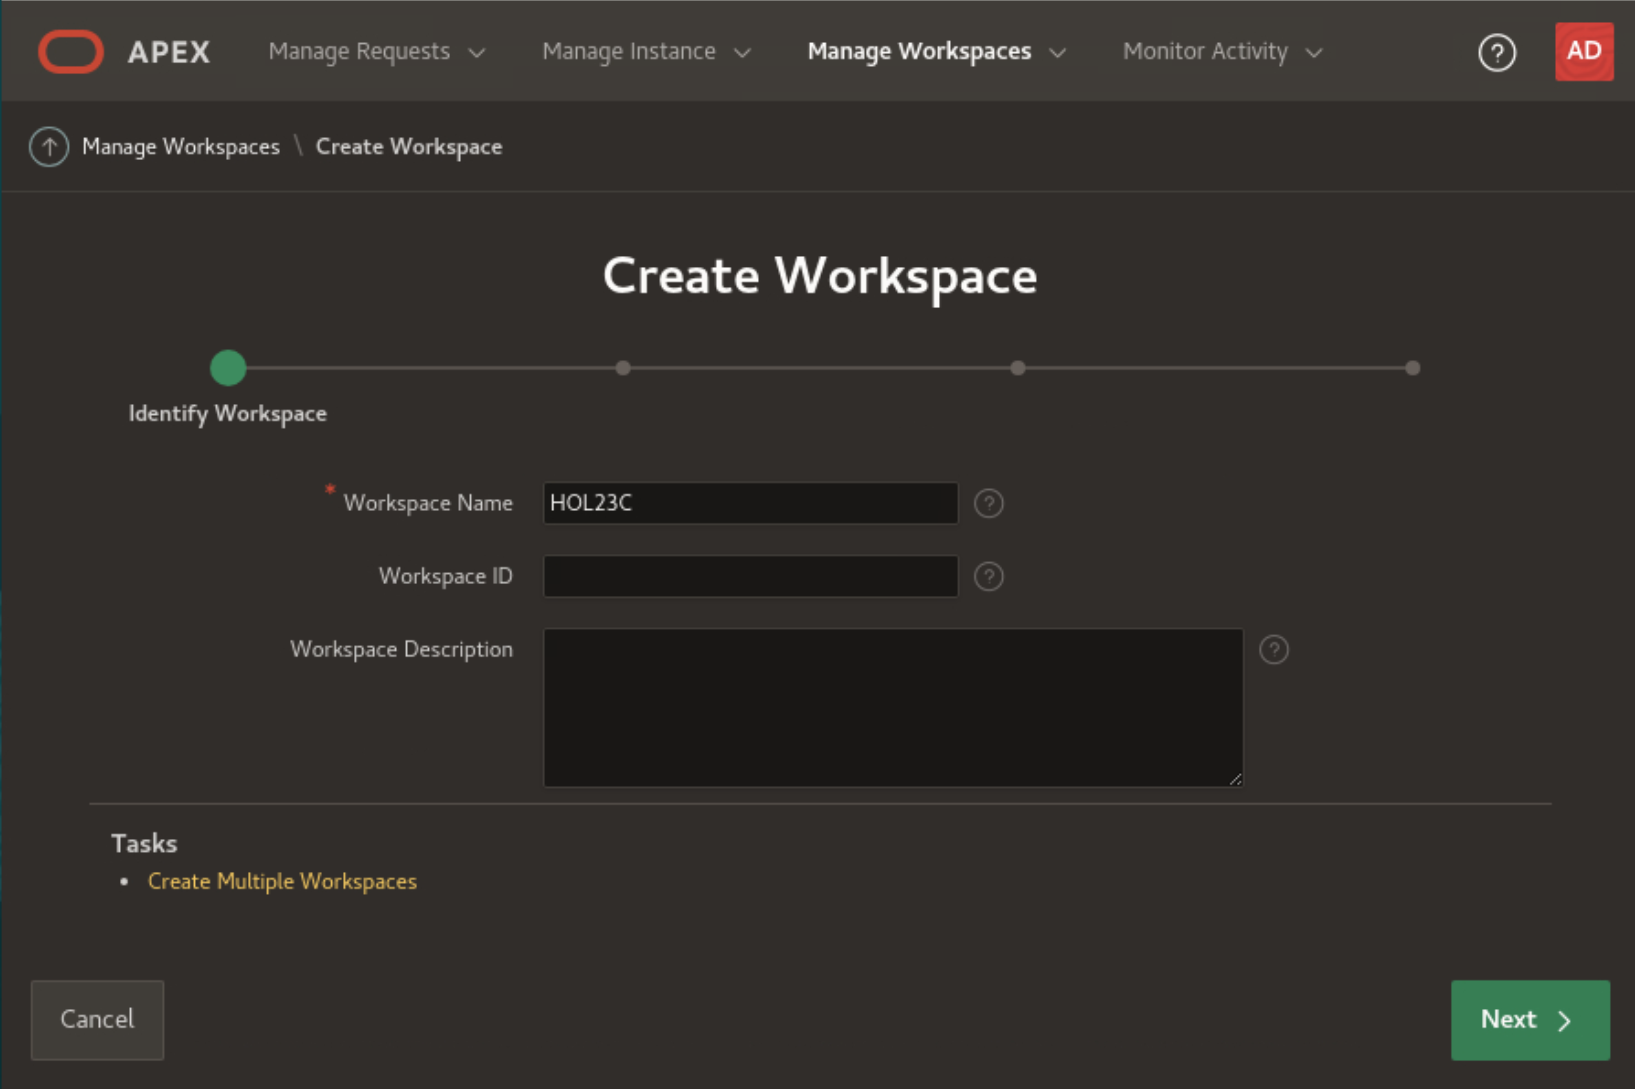 APEX Manage Requests Manage Instance Manage Workspaces Monitor Activity ? AD
Manage Workspaces \ Create Workspace
Create Workspace
Identify Workspace
* Workspace Name HOL23C ?
Workspace ID ?
Workspace Description ?
Tasks
• Create Multiple Workspaces
Cancel Next